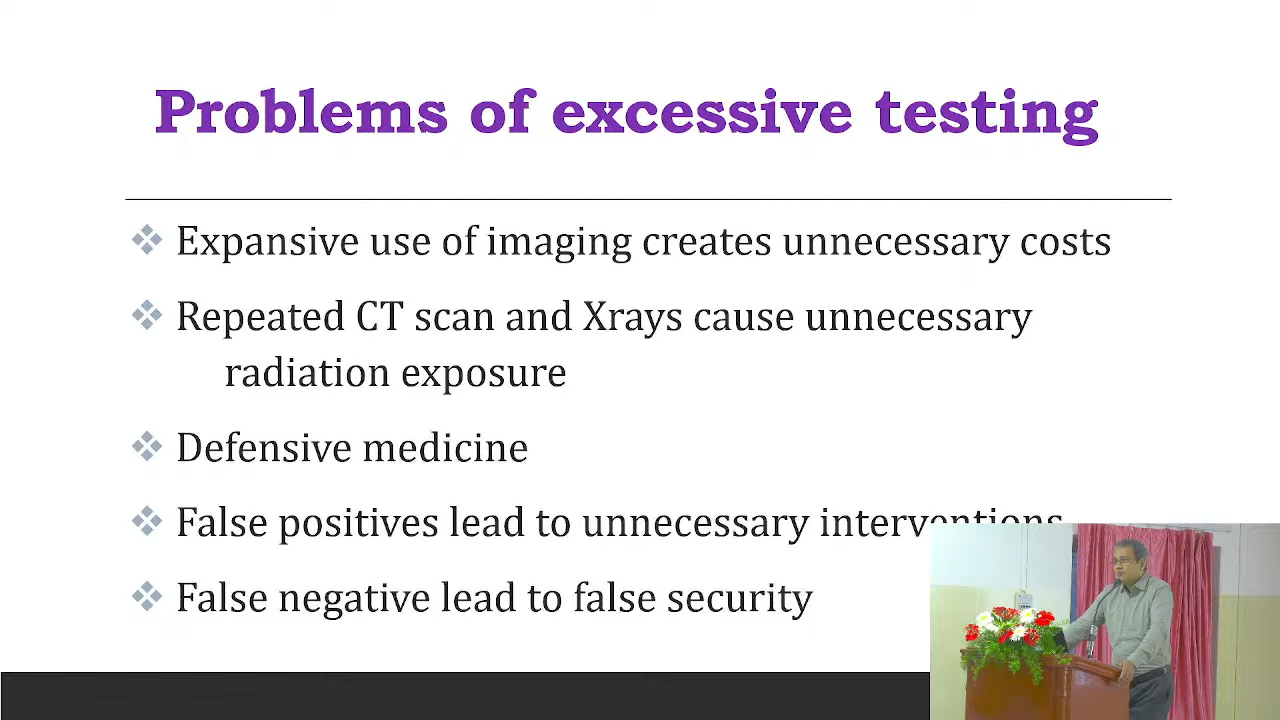 Problems of excessive testing
Expansive use of imaging creates unnecessary costs
Repeated CT scan and Xrays cause unnecessary
radiation exposure
Defensive medicine
False positives lead to unnecessary interventions
False negative lead to false security